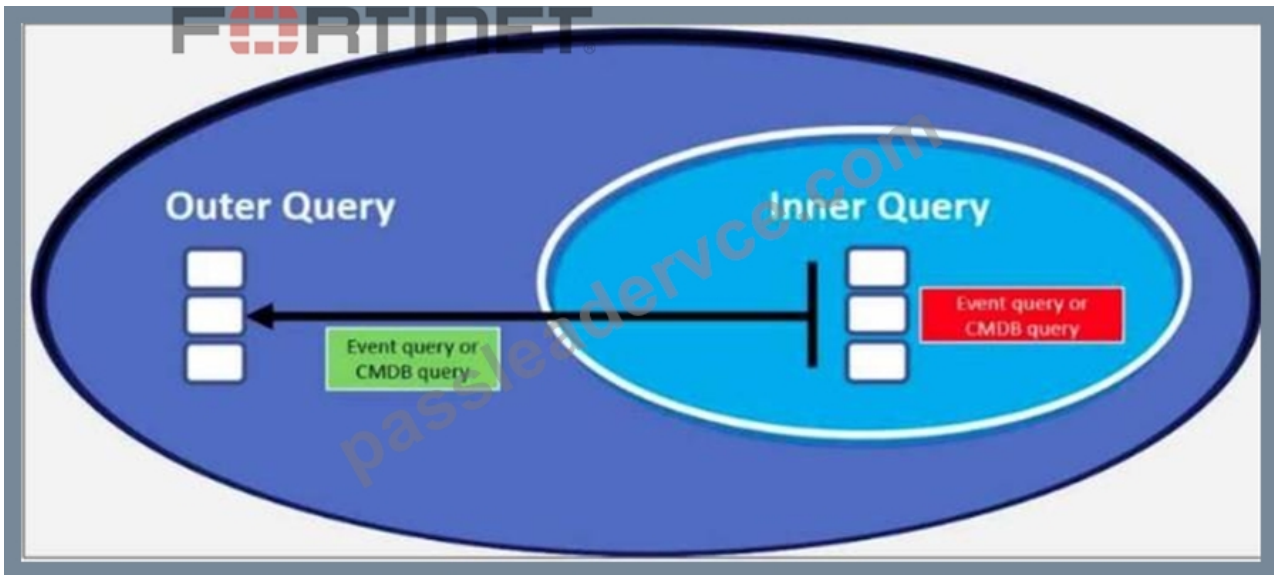 FORTINET
Outer Query
Inner Query
Event query or
CMDB query
Event query or
CMDB query
passleadervce.com